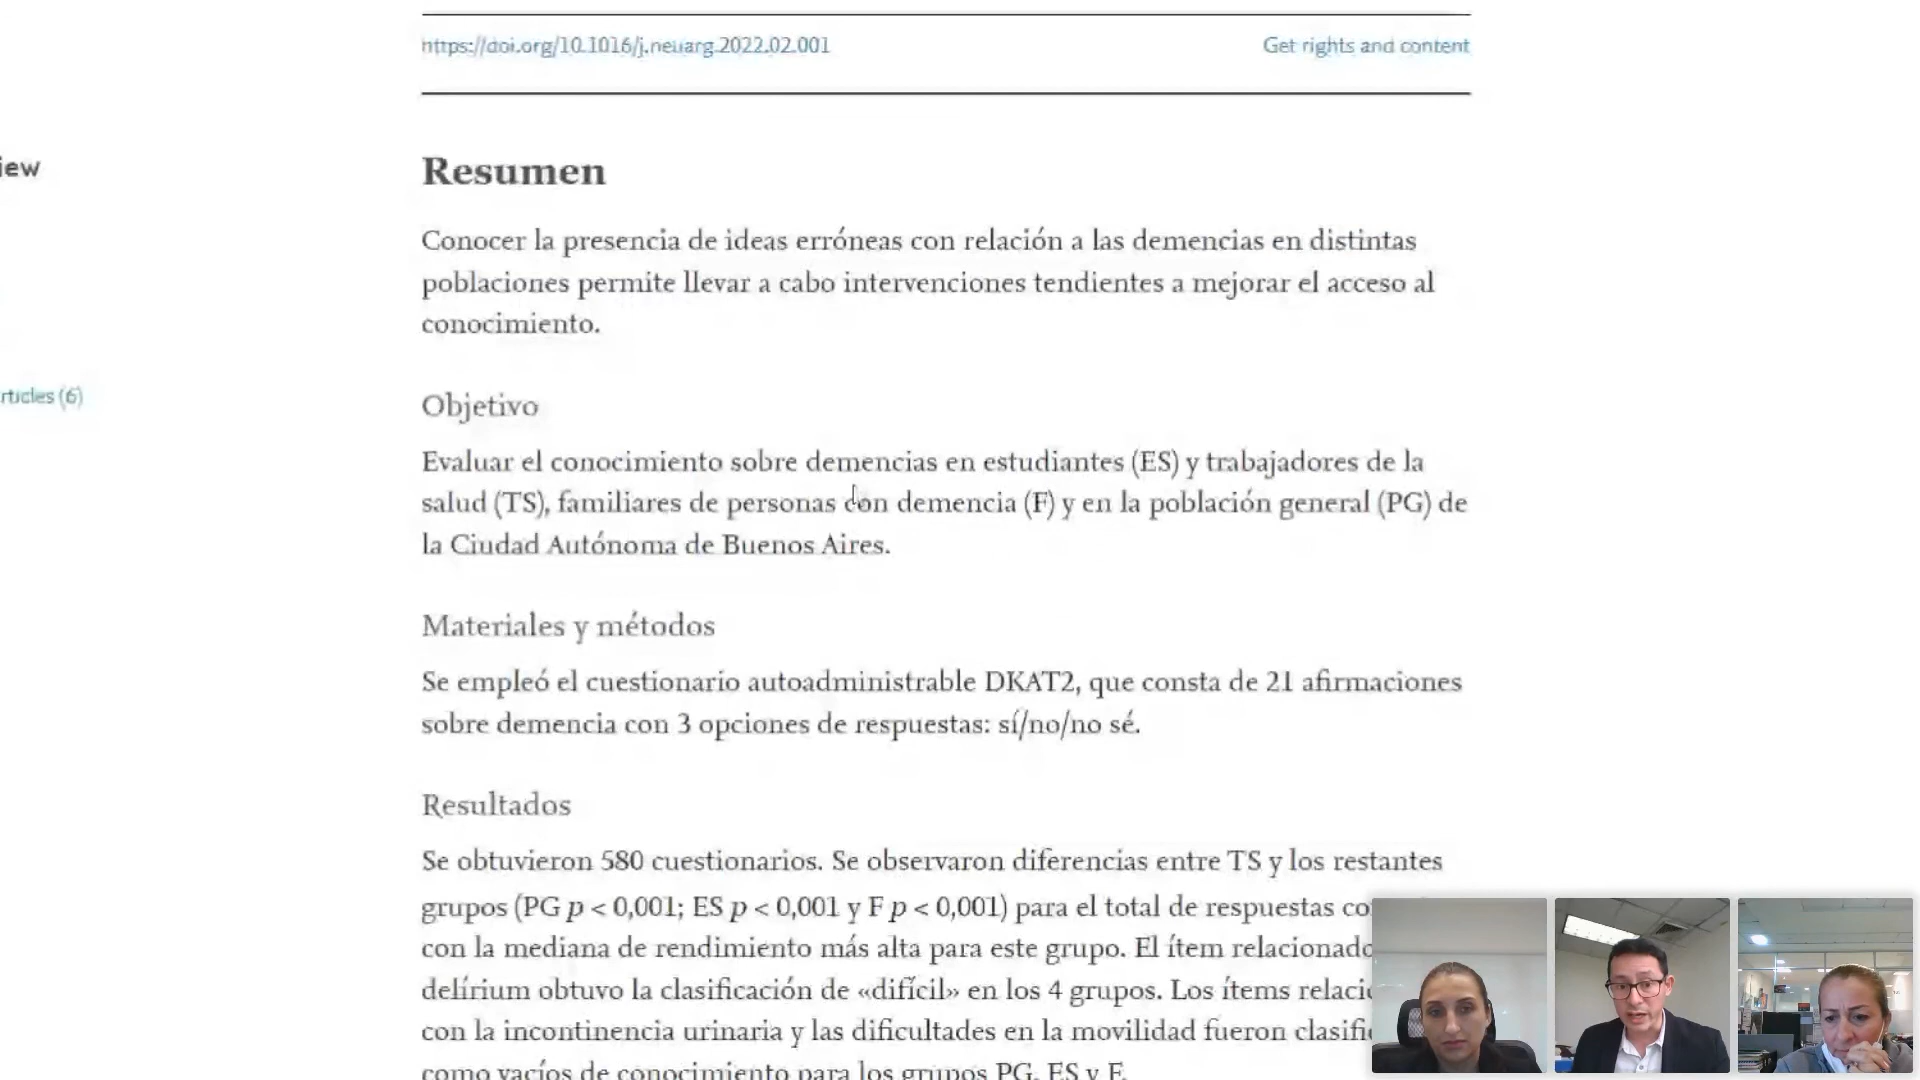 https://doi.org/10.1016/j.neuarg.2022.02.001
Get rights and content
iew
Resumen
Conocer la presencia de ideas erróneas con relación a las demencias en distintas
poblaciones permite llevar a cabo intervenciones tendientes a mejorar el acceso al
conocimiento.
rticles (6)
Objetivo
Evaluar el conocimiento sobre demencias en estudiantes (ES) y trabajadores de la
salud (TS), familiares de personas con demencia (F) y en la población general (PG) de
la Ciudad Autónoma de Buenos Aires.
Materiales y métodos
Se empleó el cuestionario autoadministrable DKAT2, que consta de 21 afirmaciones
sobre demencia con 3 opciones de respuestas: sí/no/no sé.
Resultados
Se obtuvieron 580 cuestionarios. Se observaron diferencias entre TS y los restantes
grupos (PG p < 0,001; ES p < 0,001 y F p < 0,001) para el total de respuestas co
con la mediana de rendimiento más alta para este grupo. El ítem relacionado
delírium obtuvo la clasificación de «difícil» en los 4 grupos. Los ítems relaci
con la incontinencia urinaria y las dificultades en la movilidad fueron clasifi
como vacíos de conocimiento para los grupos PG, ES y F.